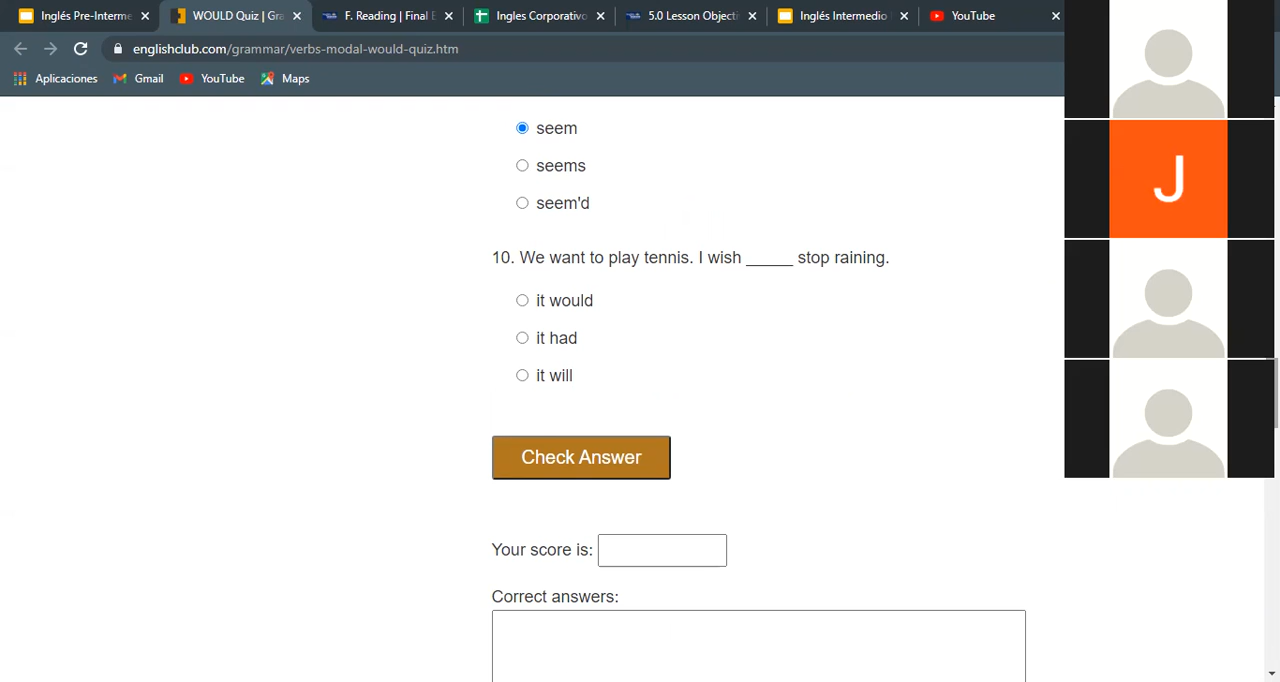 Inglés Pre-Interme
WOULD Quiz | Gra
F. Reading | Final E
Ingles Corporativo
5.0 Lesson Objecti
Inglés Intermedio
YouTube
englishclub.com/grammar/verbs-modal-would-quiz.htm
Aplicaciones
Gmail
YouTube
Maps
seem
seems
seem'd
10. We want to play tennis. I wish ______ stop raining.
it would
it had
it will
Check Answer
Your score is:
Correct answers:
J